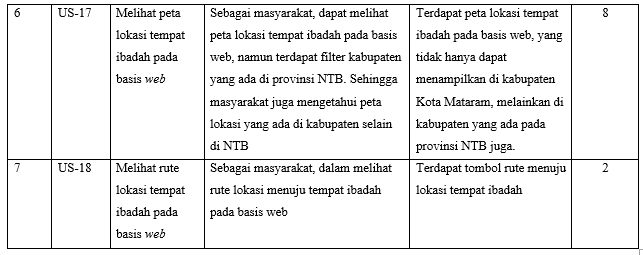 6 US-17 Melihat peta lokasi tempat ibadah pada basis web
Sebagai masyarakat, dapat melihat
peta lokasi tempat ibadah pada basis
web, namun terdapat filter kabupaten
yang ada di provinsi NTB. Sehingga
masyarakat juga mengetahui peta
lokasi yang ada di kabupaten selain
di NTB
Terdapat peta lokasi tempat
ibadah pada basis web, yang
tidak hanya dapat
menampilkan di kabupaten
Kota Mataram, melainkan di
kabupaten yang ada pada
provinsi NTB juga.
8
7 US-18 Melihat rute
lokasi tempat
ibadah pada
basis web
Sebagai masyarakat, dalam melihat
rute lokasi menuju tempat ibadah
pada basis web
Terdapat tombol rute menuju
lokasi tempat ibadah
2